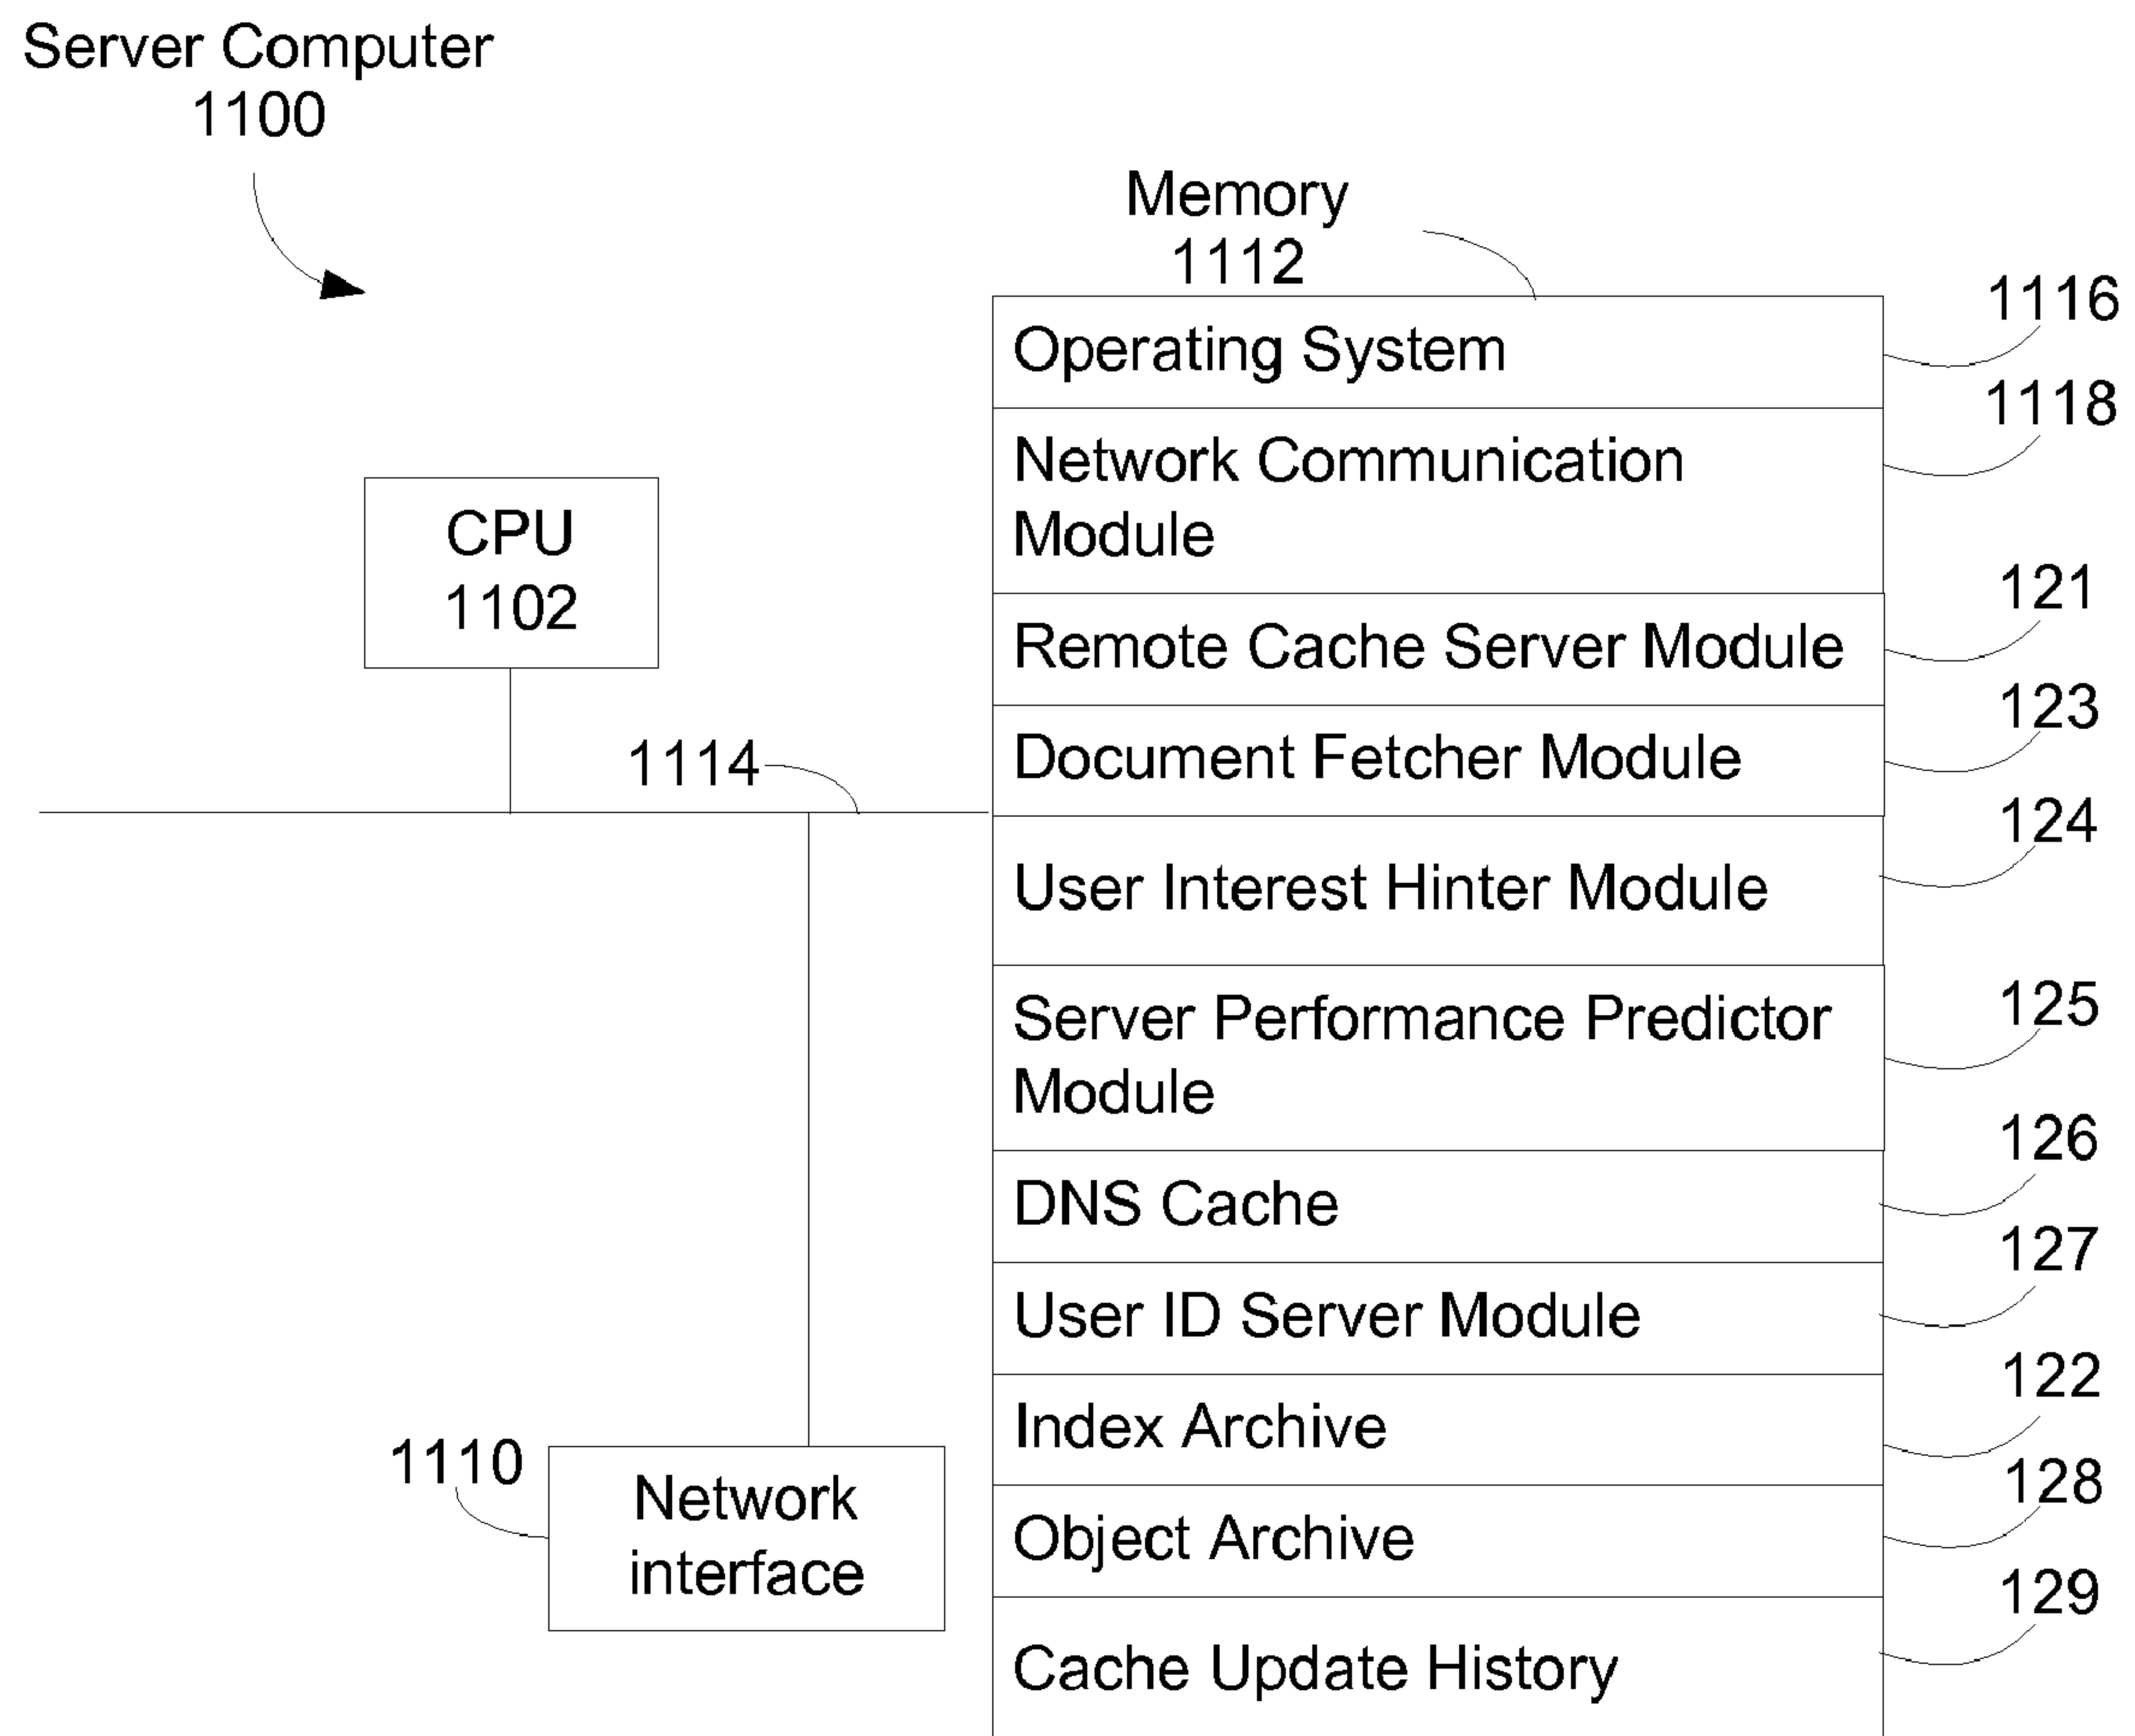 Server Computer
1100
Memory
1112
Operating System
1116
Network Communication
Module
1118
CPU
1102
Remote Cache Server Module
121
Document Fetcher Module
123
1114
User Interest Hinter Module
124
Server Performance Predictor
Module
125
DNS Cache
126
User ID Server Module
127
Index Archive
122
1110
Network
interface
Object Archive
128
Cache Update History
129